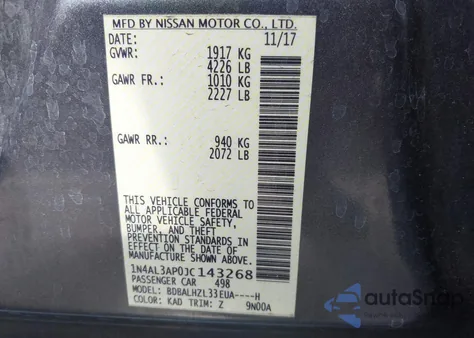 MFD BY NISSAN MOTOR CO., LTD.
DATE: 11/17
GVWR: 1917 KG
4226 LB
GAWR FR.: 1010 KG
2227 LB
GAWR RR.: 940 KG
2072 LB
THIS VEHICLE CONFORMS TO
ALL APPLICABLE FEDERAL
MOTOR VEHICLE SAFETY,
BUMPER, AND THEFT
PREVENTION STANDARDS IN
EFFECT ON THE DATE OF
MANUFACTURE SHOWN ABOVE.
1N4AL3AP0JC143268
PASSENGER CAR 498
MODEL: BDBALHZL33EUA----H
COLOR: KAD TRIM: Z 9N00A
autoSnap